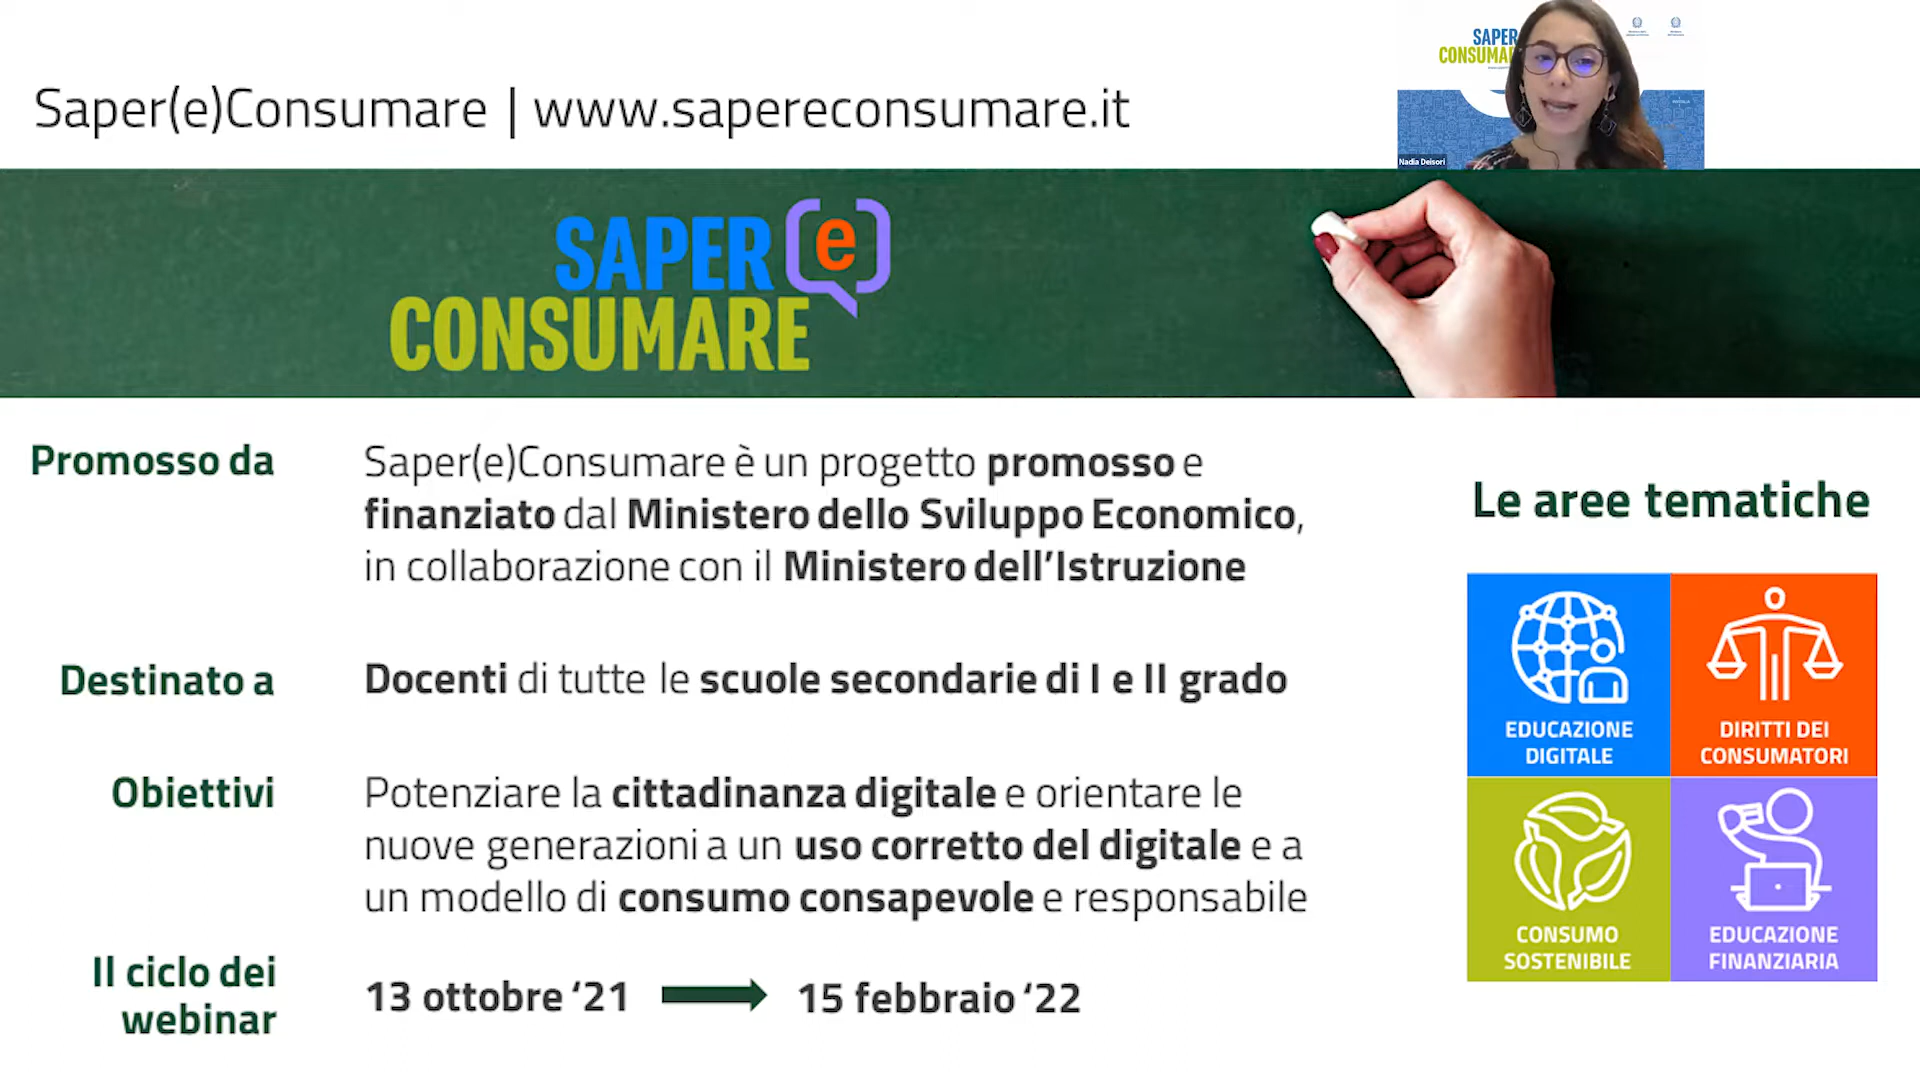 Saper(e)Consumare | www.sapereconsumare.it
SAPER
CONSUMA
Nadia Deisori
SAPER (e)
CONSUMARE
Promosso da
Saper(e)Consumare è un progetto promosso e
finanziato dal Ministero dello Sviluppo Economico,
in collaborazione con il Ministero dell’Istruzione
Destinato a
Docenti di tutte le scuole secondarie di I e II grado
Obiettivi
Potenziare la cittadinanza digitale e orientare le
nuove generazioni a un uso corretto del digitale e a
un modello di consumo consapevole e responsabile
Il ciclo dei
webinar
13 ottobre ‘21
15 febbraio ‘22
Le aree tematiche
EDUCAZIONE
DIGITALE
DIRITTI DEI
CONSUMATORI
CONSUMO
SOSTENIBILE
EDUCAZIONE
FINANZIARIA